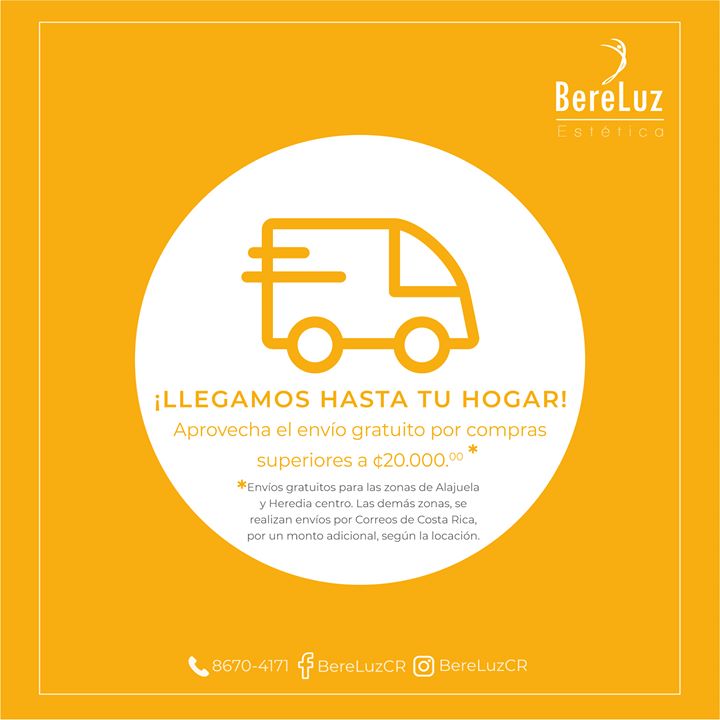 BereLuz
Estética
¡LLEGAMOS HASTA TU HOGAR!
Aprovecha el envío gratuito por compras
superiores a ¢20.000.⁰⁰ *
*Envíos gratuitos para las zonas de Alajuela
y Heredia centro. Las demás zonas, se
realizan envíos por Correos de Costa Rica,
por un monto adicional, según la locación.
8670-4171 BereLuzCR BereLuzCR